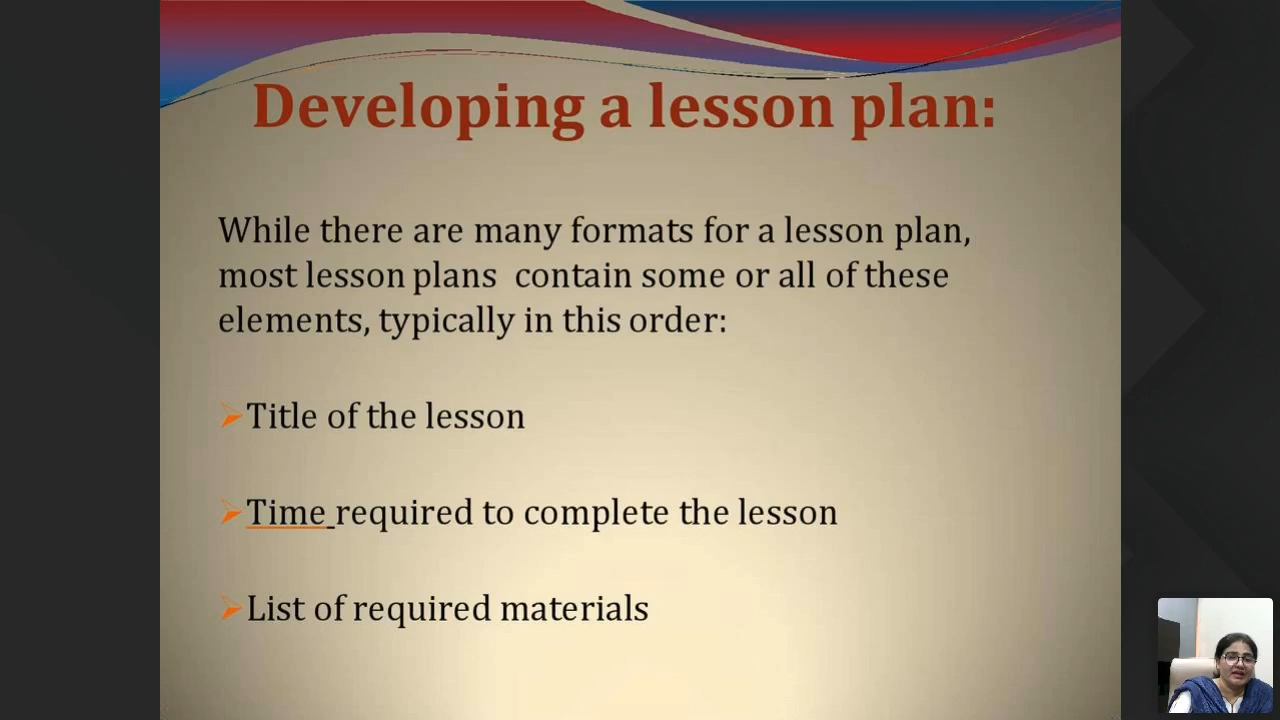 Developing a lesson plan:
While there are many formats for a lesson plan,
most lesson plans contain some or all of these
elements, typically in this order:
➢Title of the lesson
➢Time required to complete the lesson
➢List of required materials